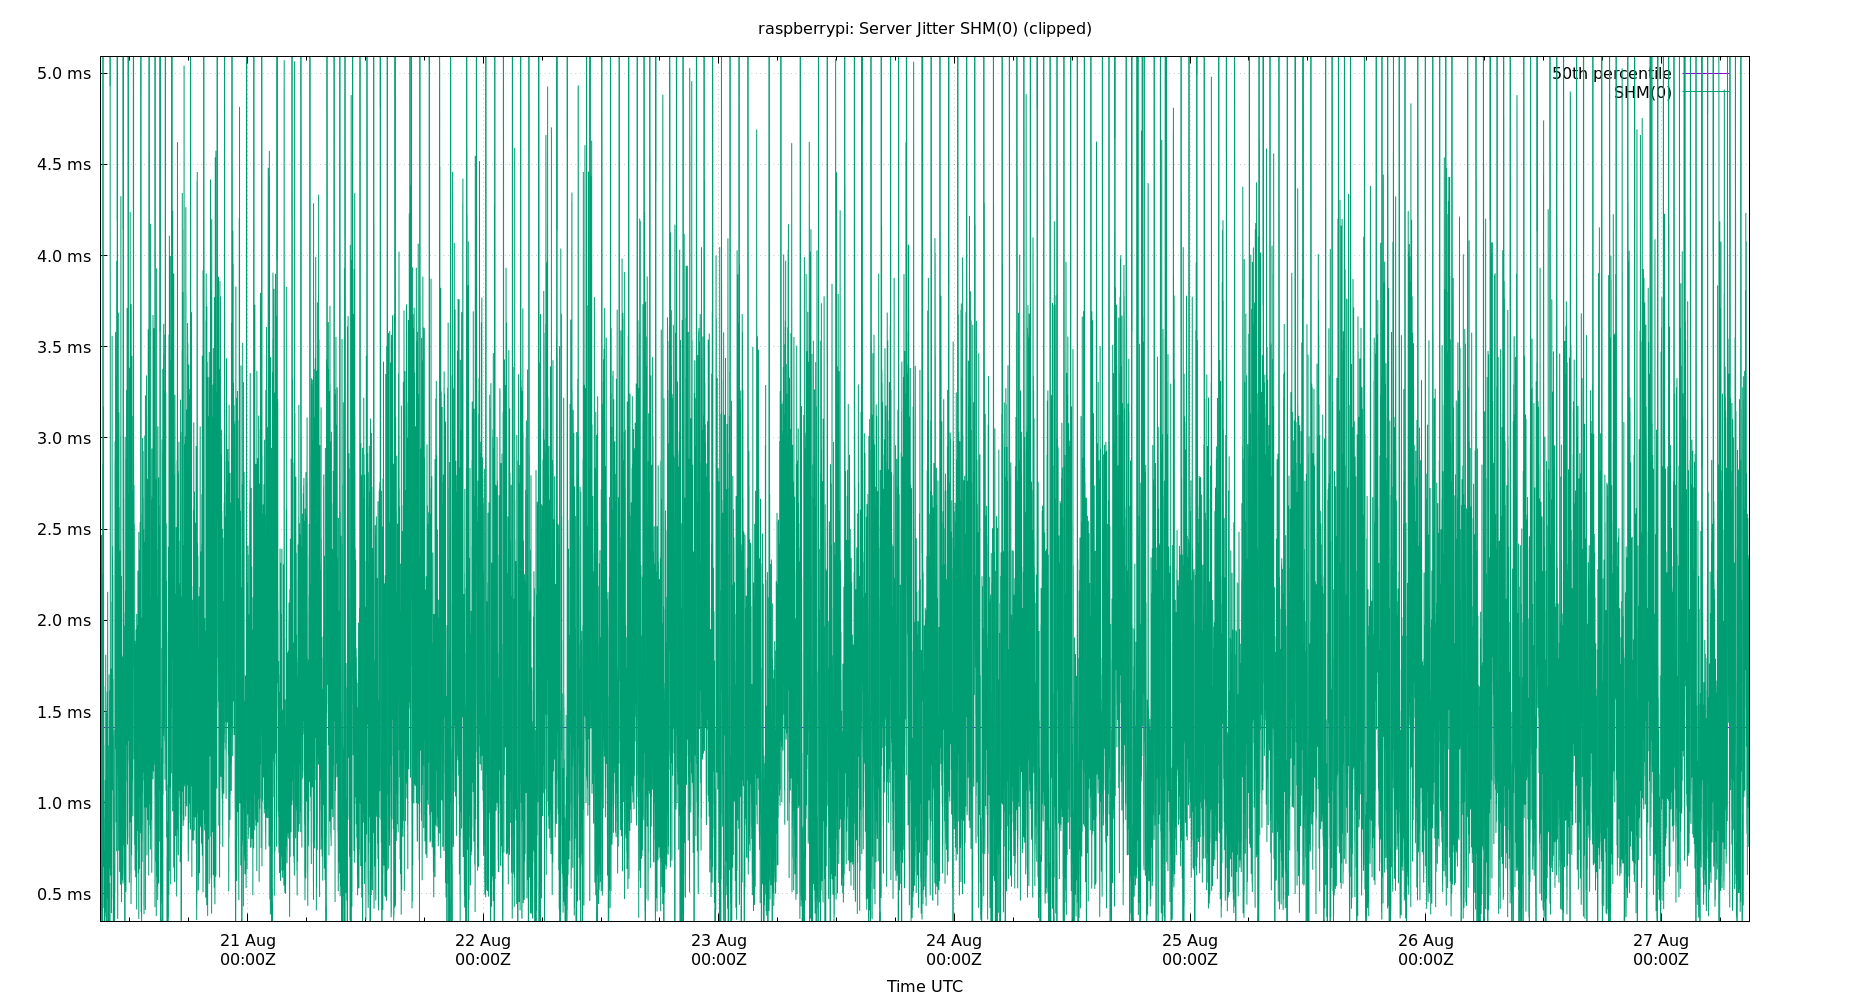 raspberrypi: Server Jitter SHM(0) (clipped)
5.0 ms
50th percentile
SHM(0)
4.5 ms
4.0 ms
3.5 ms
3.0 ms
2.5 ms
2.0 ms
1.5 ms
1.0 ms
0.5 ms
21 Aug 22 Aug 23 Aug 24 Aug 25 Aug 26 Aug 27 Aug
00:00Z 00:00Z 00:00Z 00:00Z 00:00Z 00:00Z 00:00Z
Time UTC